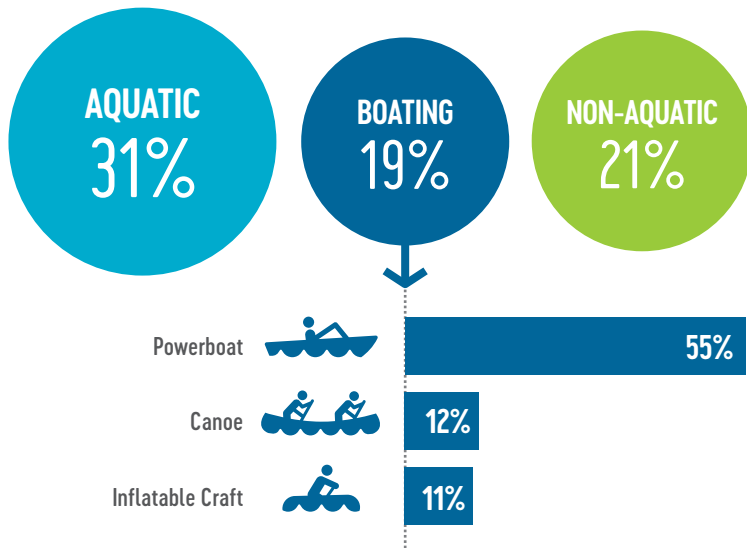 AQUATIC
31%
BOATING
19%
NON-AQUATIC
21%
Powerboat
55%
Canoe
12%
Inflatable Craft
11%